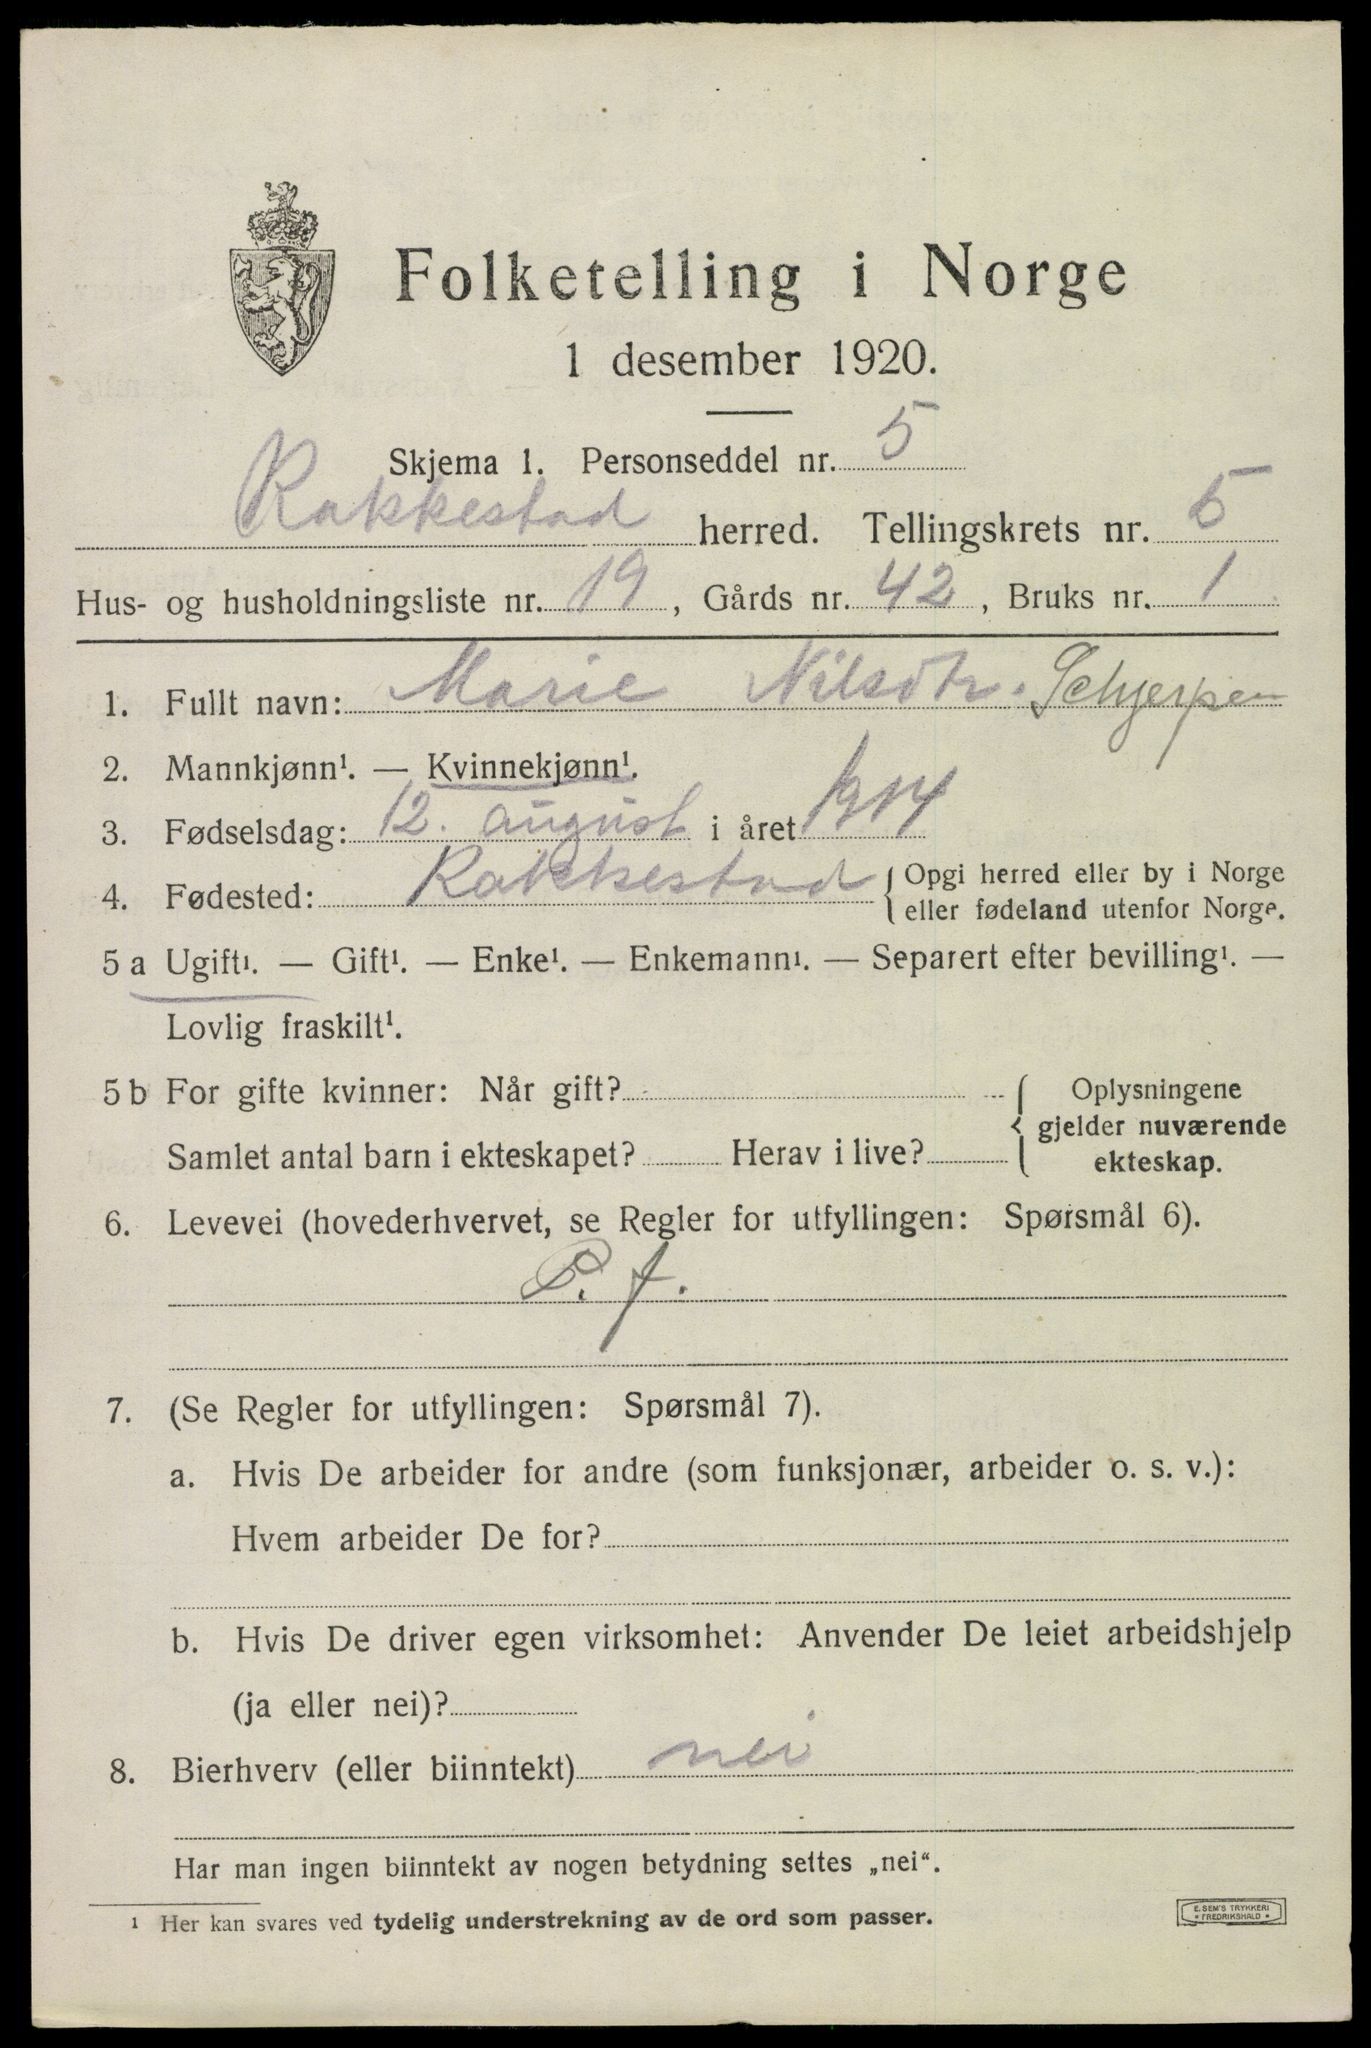 Folketelling i Norge
1 desember 1920.
Skjema 1. Personseddel nr. 5
Rakkestad herred. Tellingskrets nr. 5
Hus- og husholdningsliste nr. 19, Gårds nr. 42, Bruks nr. 1
1. Fullt navn: Marie Nilsdtr. Schjerpen
2. Mannkjønn¹. — Kvinnekjønn¹.
3. Fødselsdag: 12. august i året 1914
4. Fødested: Rakkestad { Opgi herred eller by i Norge
eller fødeland utenfor Norge.
5 a Ugift¹. — Gift¹. — Enke¹. — Enkemann¹. — Separert efter bevilling¹. —
Lovlig fraskilt¹.
5 b For gifte kvinner: Når gift? { Oplysningene
gjelder nuværende
Samlet antal barn i ekteskapet? Herav i live? ekteskap.
6. Levevei (hovederhvervet, se Regler for utfyllingen: Spørsmål 6).
P. f.
7. (Se Regler for utfyllingen: Spørsmål 7).
a. Hvis De arbeider for andre (som funksjonær, arbeider o. s. v.):
Hvem arbeider De for?
b. Hvis De driver egen virksomhet: Anvender De leiet arbeidshjelp
(ja eller nei)?
8. Bierhverv (eller biinntekt) nei
Har man ingen biinntekt av nogen betydning settes „nei“.
¹ Her kan svares ved tydelig understrekning av de ord som passer.
E. SEM'S TRYKKERI
* FREDRIKSHALD *